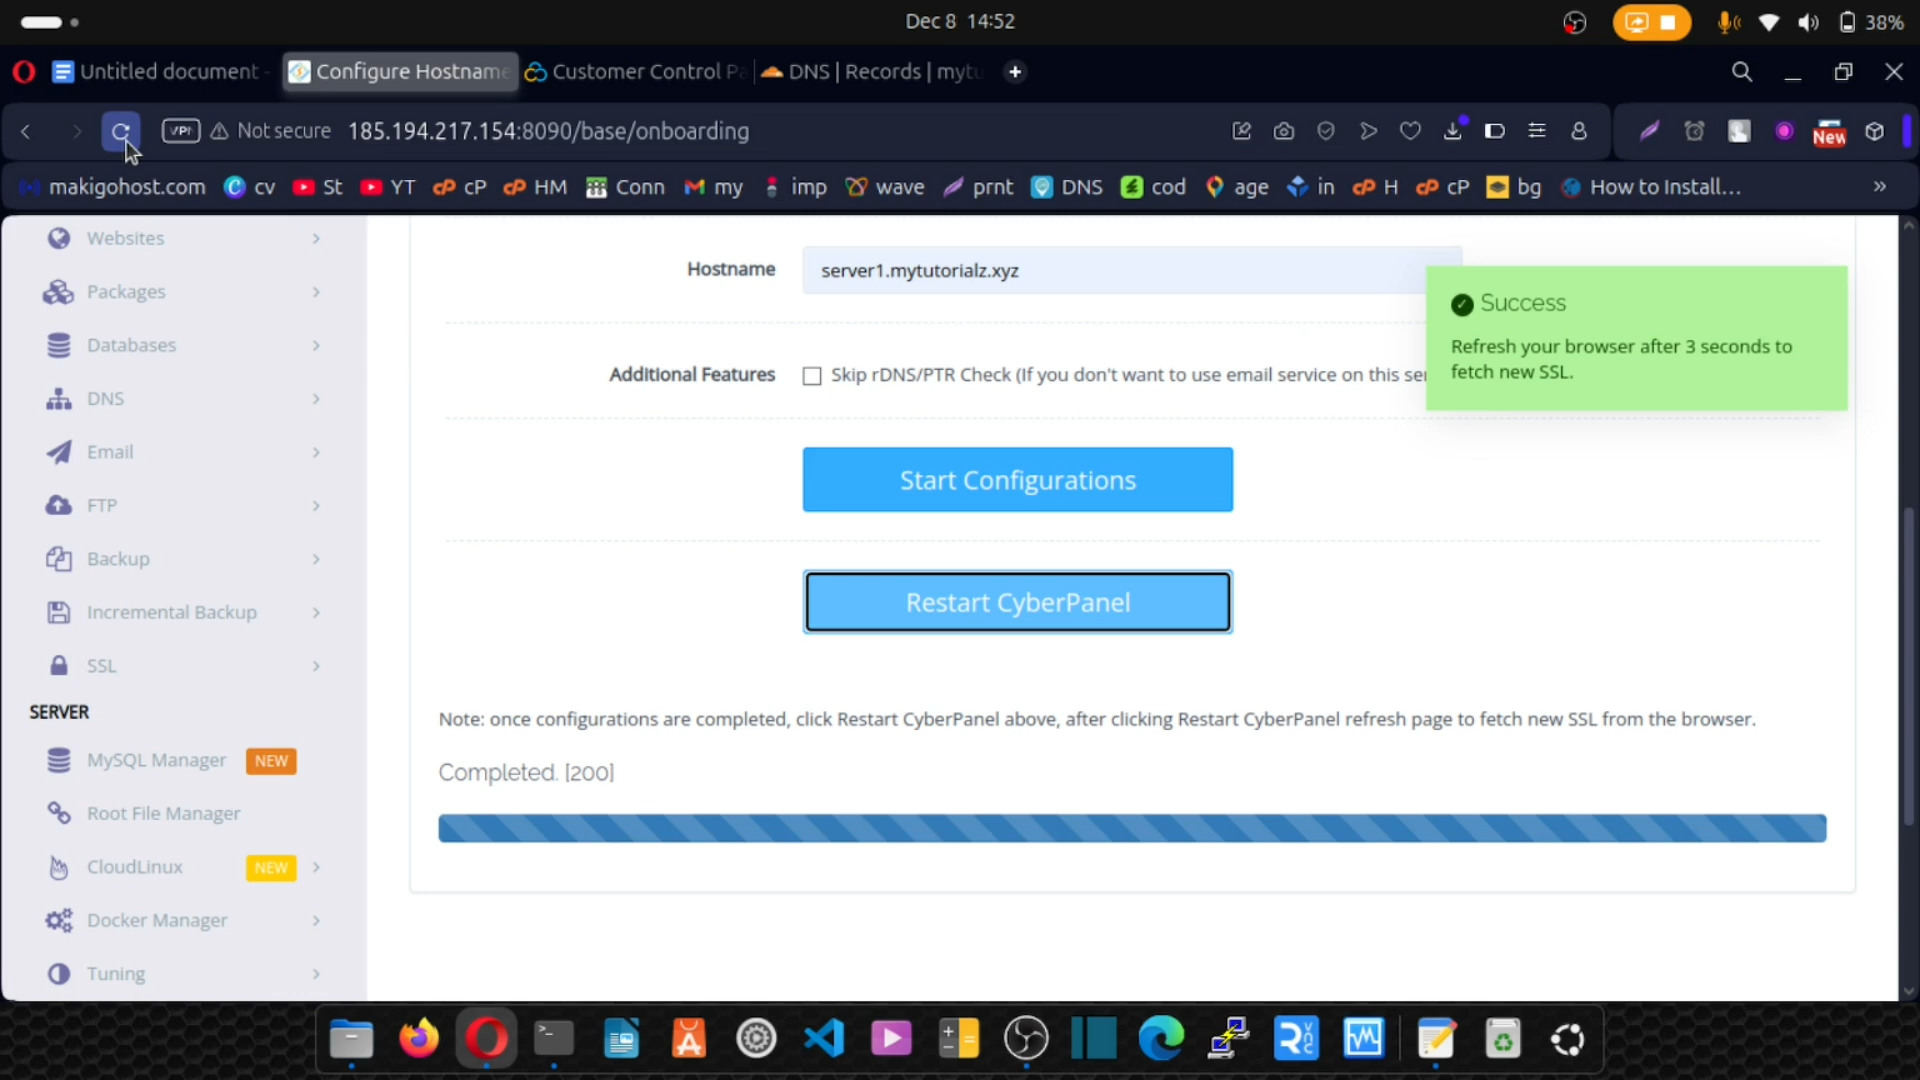 Dec 8 14:52
38%
Untitled document -
Configure Hostname
Customer Control Pa
DNS | Records | mytu
VPN
Not secure
185.194.217.154:8090/base/onboarding
New
makigohost.com
cv
St
YT
cP
HM
Conn
my
imp
wave
prnt
DNS
cod
age
in
H
cP
bg
How to Install...
Websites
Packages
Databases
DNS
Email
FTP
Backup
Incremental Backup
SSL
SERVER
MySQL Manager NEW
Root File Manager
CloudLinux NEW
Docker Manager
Tuning
Hostname
server1.mytutorialz.xyz
Success
Refresh your browser after 3 seconds to
fetch new SSL.
Additional Features
Skip rDNS/PTR Check (If you don't want to use email service on this ser
Start Configurations
Restart CyberPanel
Note: once configurations are completed, click Restart CyberPanel above, after clicking Restart CyberPanel refresh page to fetch new SSL from the browser.
Completed. [200]